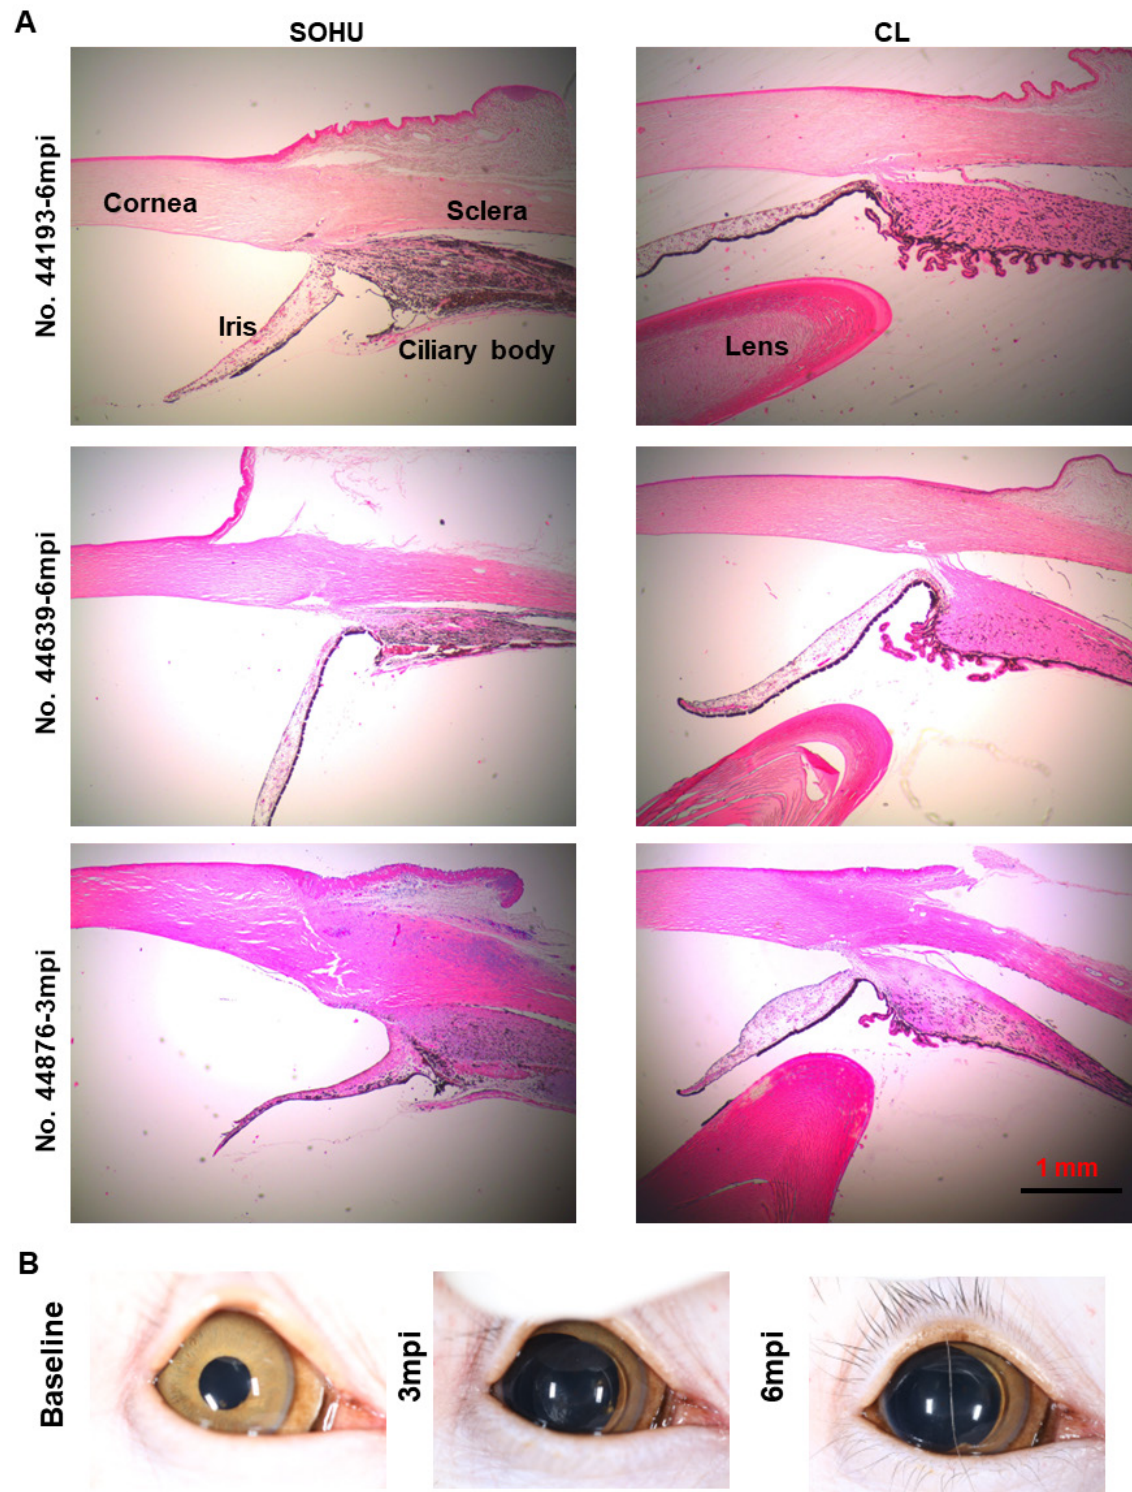 A
SOHU
CL
No. 44193-6mpi
Cornea
Sclera
Iris
Ciliary body
Lens
No. 44639-6mpi
No. 44876-3mpi
1 mm
B
Baseline
3mpi
6mpi